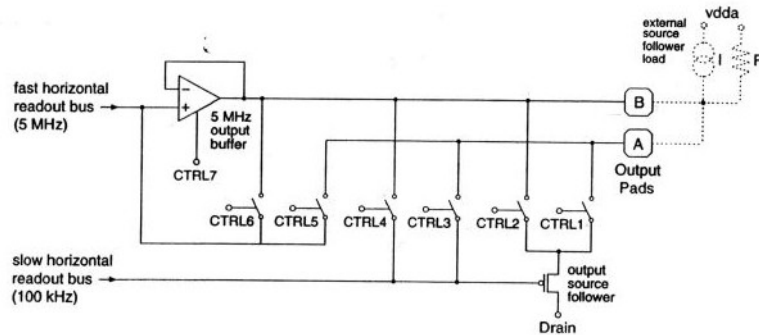 external
source
follower
load
vdda
I
R
fast horizontal
readout bus
(5 MHz)
−
+
5 MHz
output
buffer
CTRL7
B
A
Output
Pads
CTRL6
CTRL5
CTRL4
CTRL3
CTRL2
CTRL1
slow horizontal
readout bus
(100 kHz)
output
source
follower
Drain